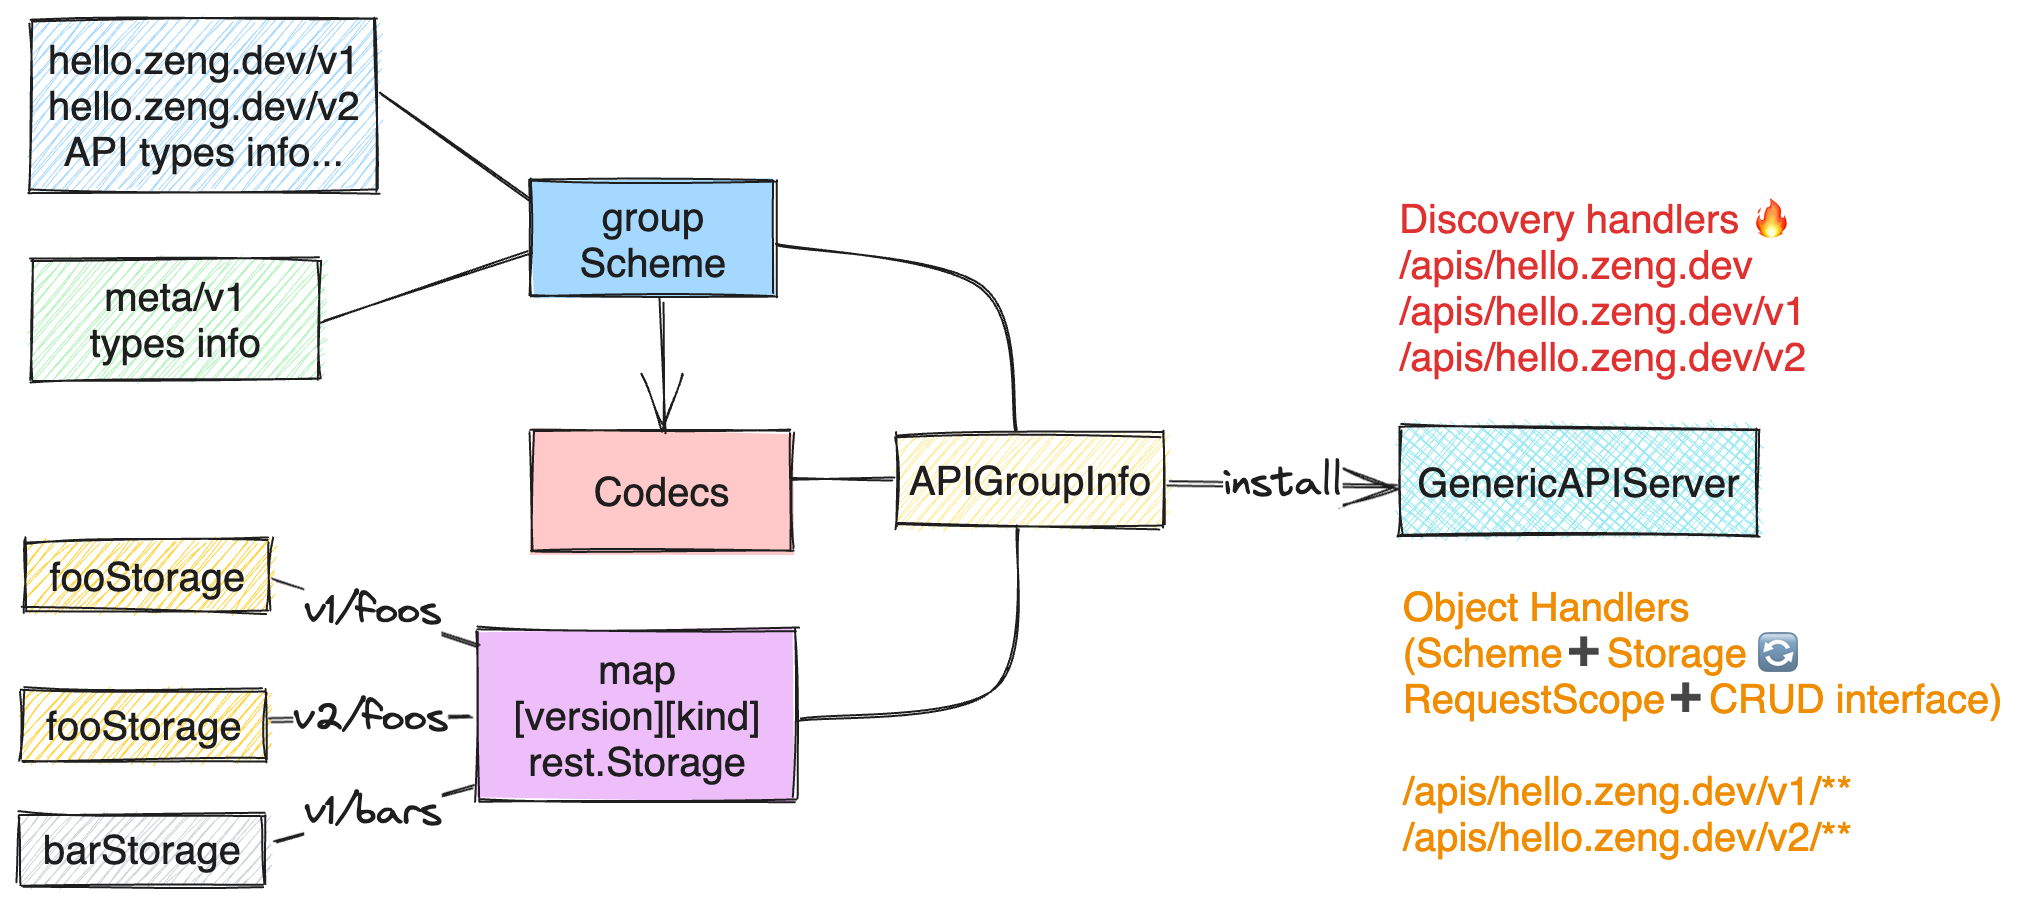 hello.zeng.dev/v1
hello.zeng.dev/v2
API types info...
meta/v1
types info
group
Scheme
Codecs
fooStorage
v1/foos
fooStorage
v2/foos
barStorage
v1/bars
map
[version][kind]
rest.Storage
APIGroupInfo
install
GenericAPIServer
Discovery handlers 🔥
/apis/hello.zeng.dev
/apis/hello.zeng.dev/v1
/apis/hello.zeng.dev/v2
Object Handlers
(Scheme➕Storage 🔄
RequestScope➕CRUD interface)
/apis/hello.zeng.dev/v1/**
/apis/hello.zeng.dev/v2/**